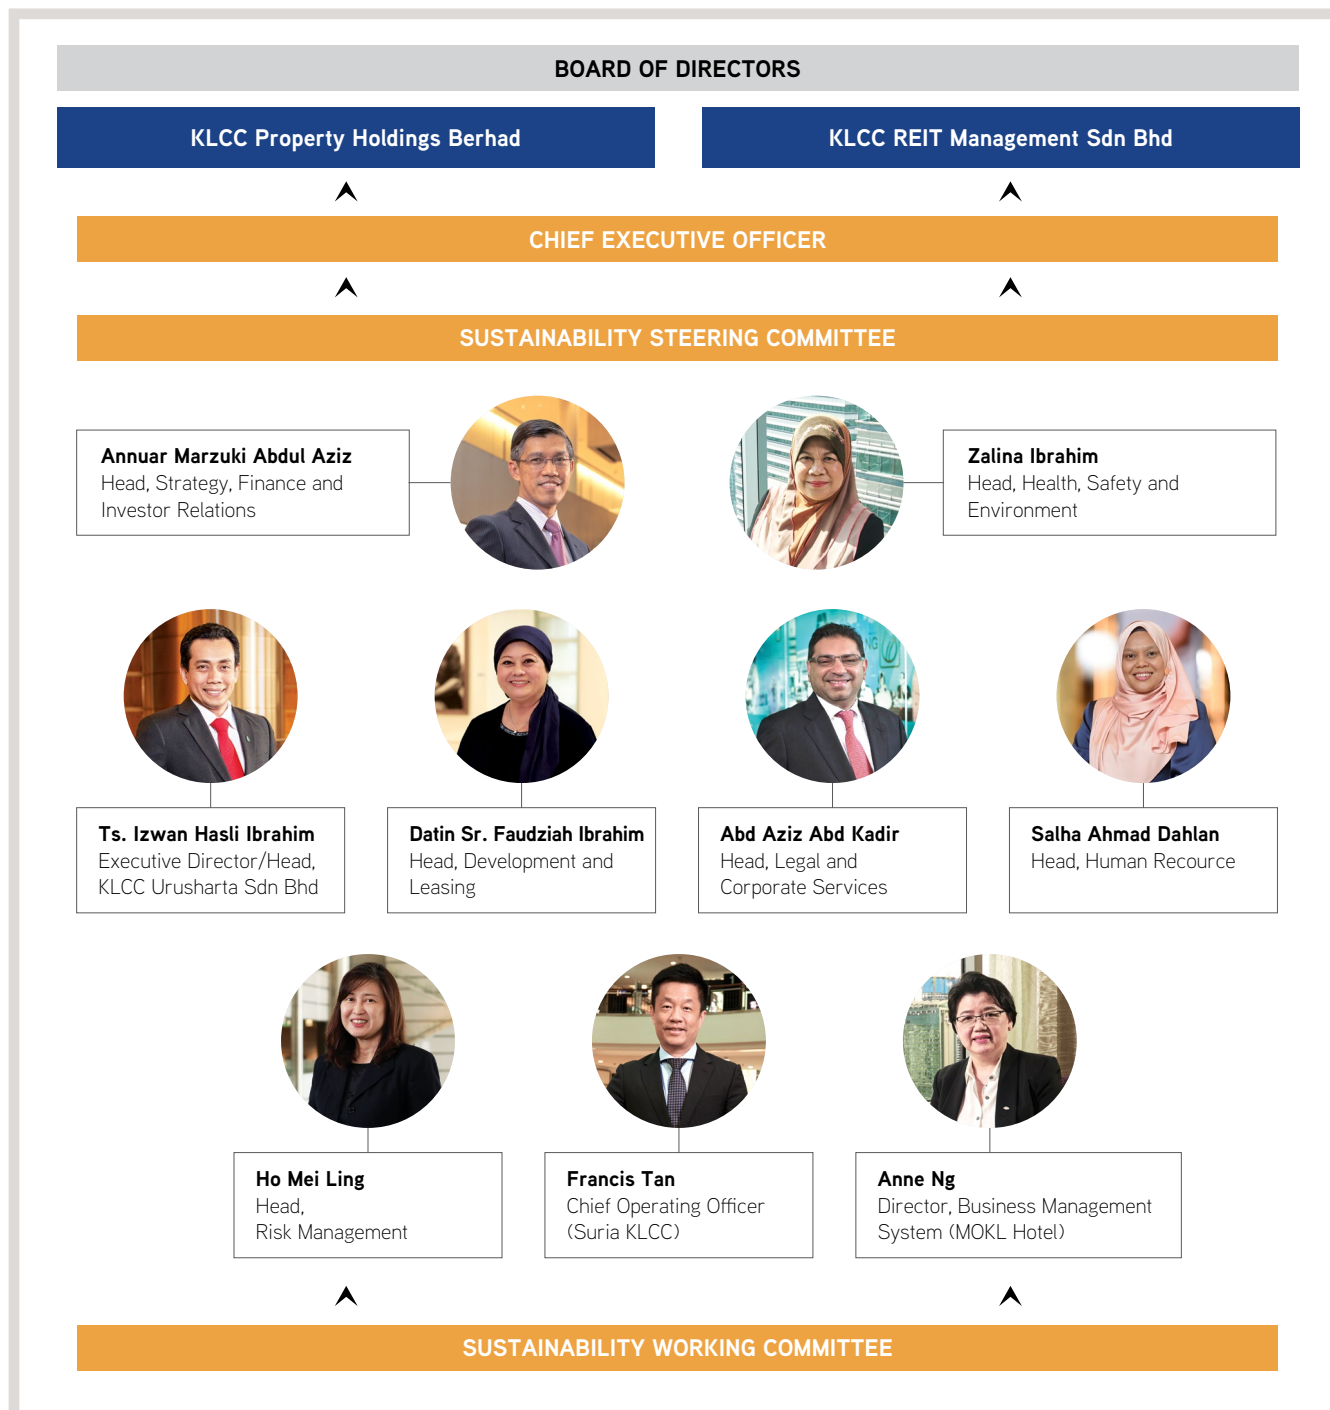 BOARD OF DIRECTORS
KLCC Property Holdings Berhad
KLCC REIT Management Sdn Bhd
CHIEF EXECUTIVE OFFICER
SUSTAINABILITY STEERING COMMITTEE
Annuar Marzuki Abdul Aziz
Head, Strategy, Finance and
Investor Relations
Zalina Ibrahim
Head, Health, Safety and
Environment
Ts. Izwan Hasli Ibrahim
Executive Director/Head,
KLCC Urusharta Sdn Bhd
Datin Sr. Faudziah Ibrahim
Head, Development and
Leasing
Abd Aziz Abd Kadir
Head, Legal and
Corporate Services
Salha Ahmad Dahlan
Head, Human Recource
Ho Mei Ling
Head,
Risk Management
Francis Tan
Chief Operating Officer
(Suria KLCC)
Anne Ng
Director, Business Management
System (MOKL Hotel)
SUSTAINABILITY WORKING COMMITTEE